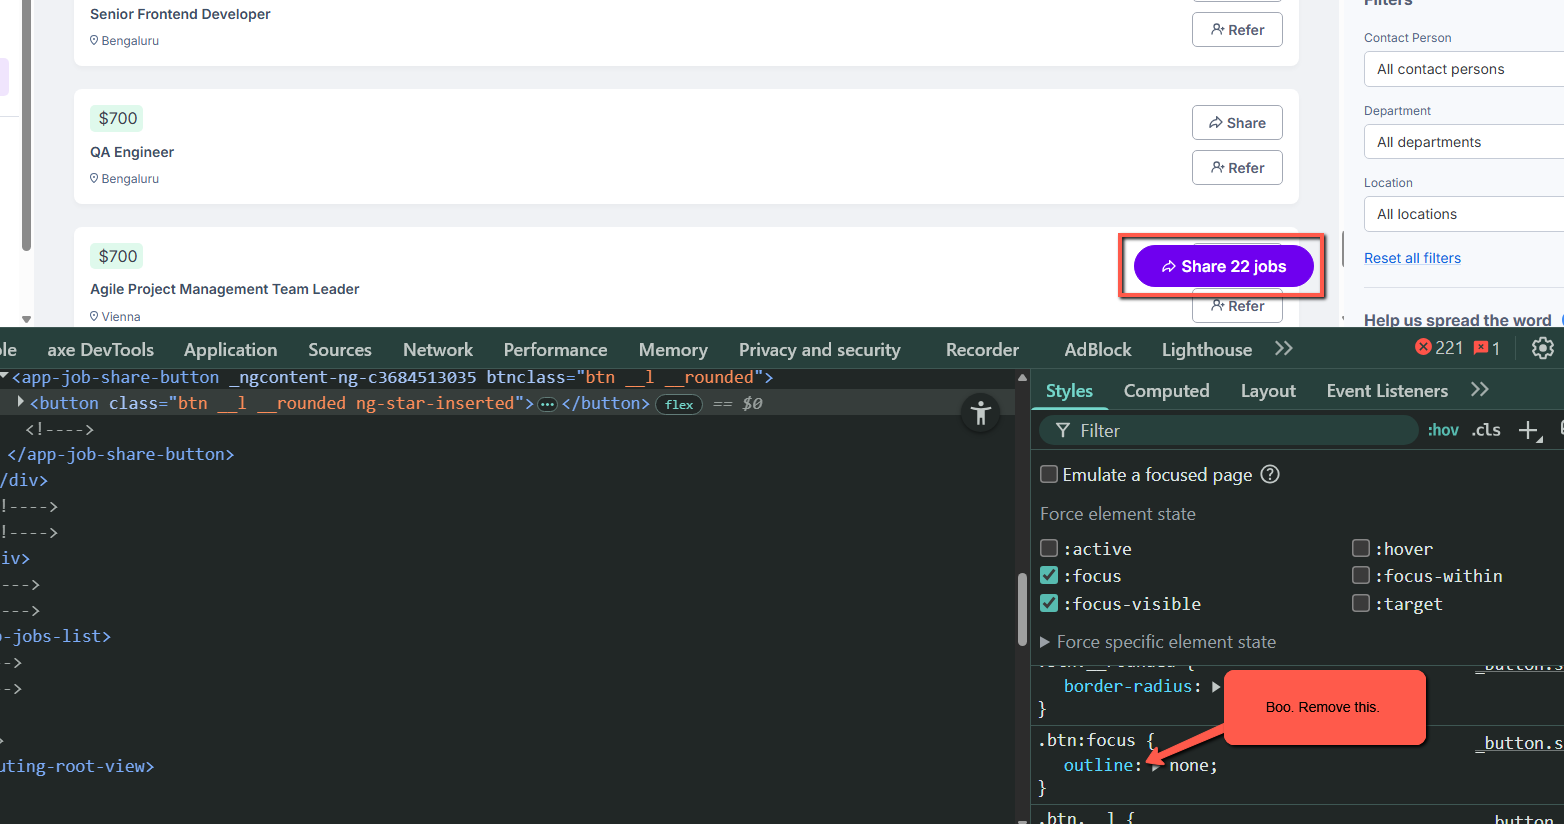 Senior Frontend Developer
Bengaluru
Refer
$700
QA Engineer
Bengaluru
Share
Refer
$700
Agile Project Management Team Leader
Vienna
Share 22 jobs
Refer
Filters
Contact Person
All contact persons
Department
All departments
Location
All locations
Reset all filters
Help us spread the word
axe DevTools Application Sources Network Performance Memory Privacy and security Recorder AdBlock Lighthouse
221 1
<app-job-share-button _ngcontent-ng-c3684513035 btnclass="btn __l __rounded">
<button class="btn __l __rounded ng-star-inserted"> ⋯ </button> flex == $0
<!---->
</app-job-share-button>
/div>
!---->
!---->
iv>
--->
--->
-jobs-list>
-->
-->
>
uting-root-view>
Styles Computed Layout Event Listeners
Filter :hov .cls
Emulate a focused page
Force element state
:active :hover
:focus :focus-within
:focus-visible :target
Force specific element state
border-radius:
}
Boo. Remove this.
.btn:focus { _button.s
outline: none;
}
.btn.__l { button